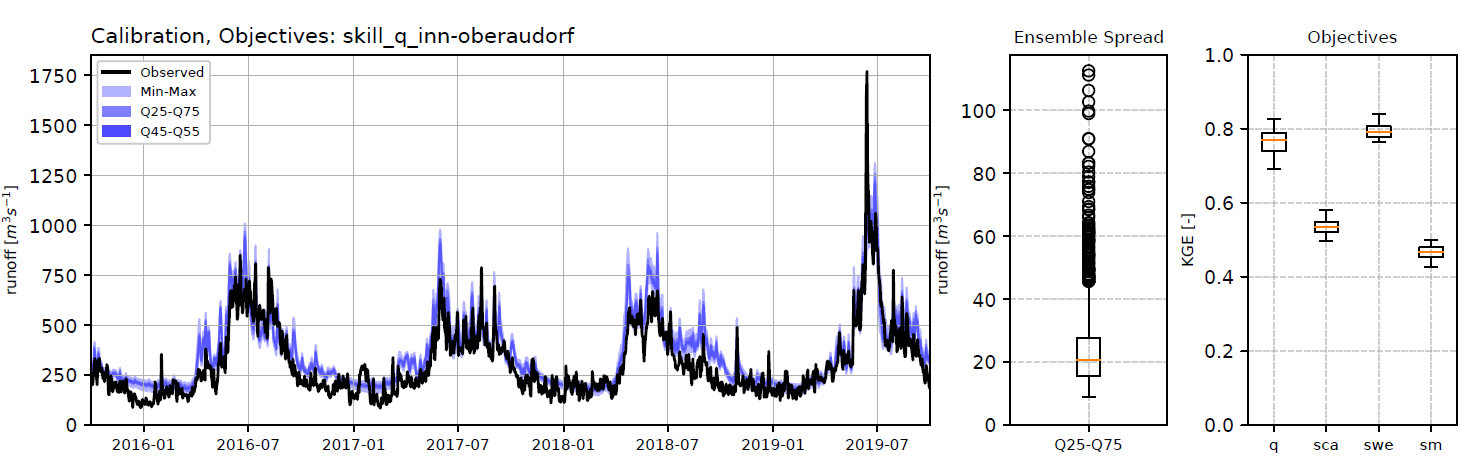 Calibration, Objectives: skill_q_inn-oberaudorf
runoff [m³s⁻¹]
1750
1500
1250
1000
750
500
250
0
Observed
Min-Max
Q25-Q75
Q45-Q55
2016-01
2016-07
2017-01
2017-07
2018-01
2018-07
2019-01
2019-07
Ensemble Spread
runoff [m³s⁻¹]
100
80
60
40
20
0
Q25-Q75
Objectives
KGE [-]
1.0
0.8
0.6
0.4
0.2
0.0
q
sca
swe
sm